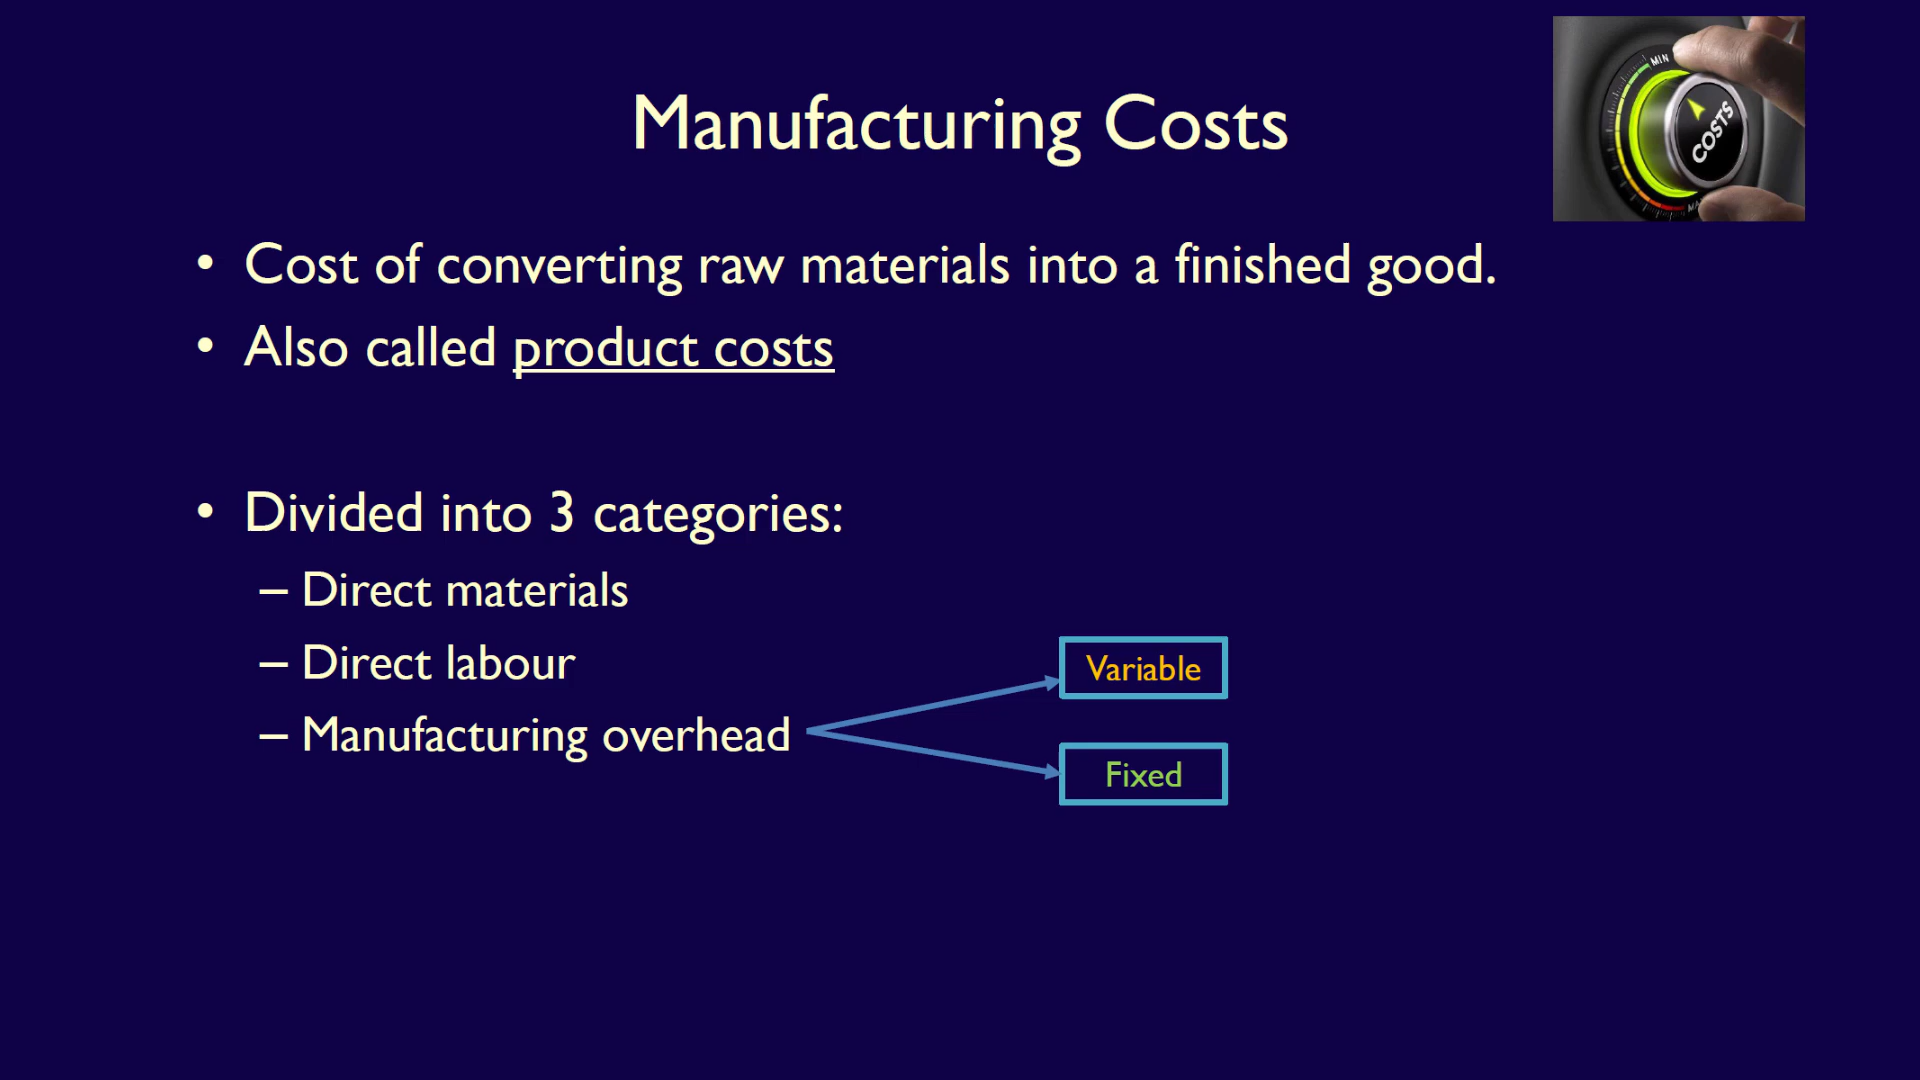 Manufacturing Costs
MIN
COSTS
• Cost of converting raw materials into a finished good.
• Also called product costs
• Divided into 3 categories:
– Direct materials
– Direct labour
– Manufacturing overhead
Variable
Fixed